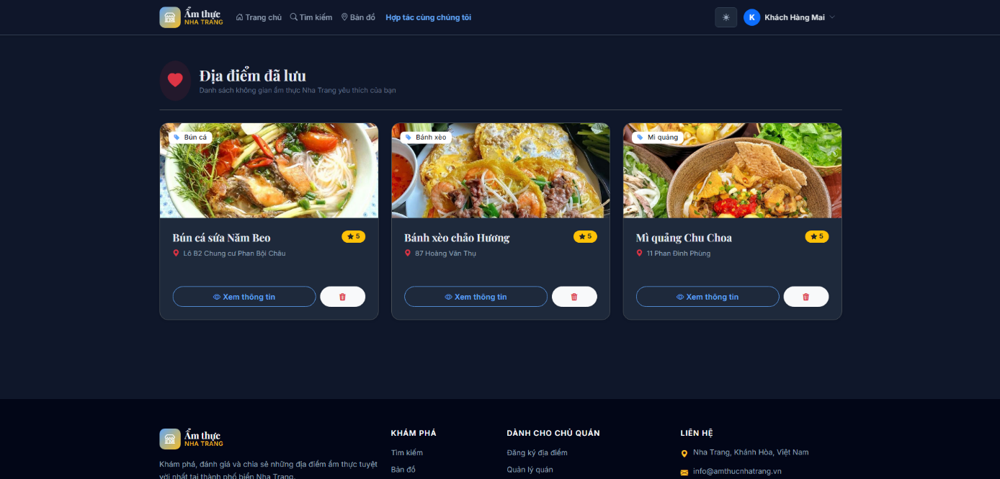 Ẩm thực
NHA TRANG
Trang chủ
Tìm kiếm
Bản đồ
Hợp tác cùng chúng tôi
K
Khách Hàng Mai
Địa điểm đã lưu
Danh sách không gian ẩm thực Nha Trang yêu thích của bạn
Bún cá
Bún cá sứa Năm Beo
5
Lô B2 Chung cư Phan Bội Châu
Xem thông tin
Bánh xèo
Bánh xèo chảo Hương
5
87 Hoàng Văn Thụ
Xem thông tin
Mì quảng
Mì quảng Chu Choa
5
11 Phan Đình Phùng
Xem thông tin
Ẩm thực
NHA TRANG
Khám phá, đánh giá và chia sẻ những địa điểm ẩm thực tuyệt
vời nhất tại thành phố biển Nha Trang.
KHÁM PHÁ
Tìm kiếm
Bản đồ
DÀNH CHO CHỦ QUÁN
Đăng ký địa điểm
Quản lý quán
LIÊN HỆ
Nha Trang, Khánh Hòa, Việt Nam
info@amthucnhatrang.vn